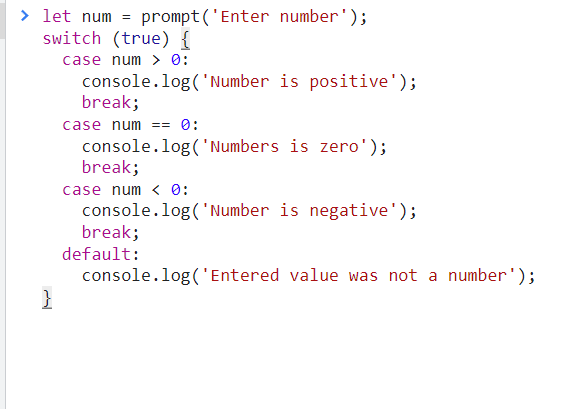 let num = prompt('Enter number');
switch (true) {
  case num > 0:
    console.log('Number is positive');
    break;
  case num == 0:
    console.log('Numbers is zero');
    break;
  case num < 0:
    console.log('Number is negative');
    break;
  default:
    console.log('Entered value was not a number');
}